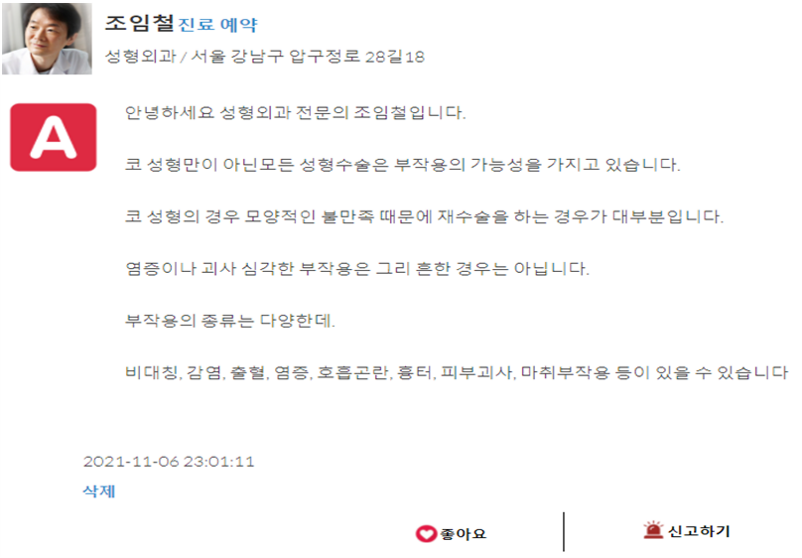 조임철진료 예약
성형외과 / 서울 강남구 압구정로 28길18
A
안녕하세요 성형외과 전문의 조임철입니다.
코 성형만이 아닌모든 성형수술은 부작용의 가능성을 가지고 있습니다.
코 성형의 경우 모양적인 불만족 때문에 재수술을 하는 경우가 대부분입니다.
염증이나 괴사 심각한 부작용은 그리 흔한 경우는 아닙니다.
부작용의 종류는 다양한데.
비대칭, 감염, 출혈, 염증, 호흡곤란, 흉터, 피부괴사, 마취부작용 등이 있을 수 있습니다
2021-11-06 23:01:11
삭제
좋아요
신고하기